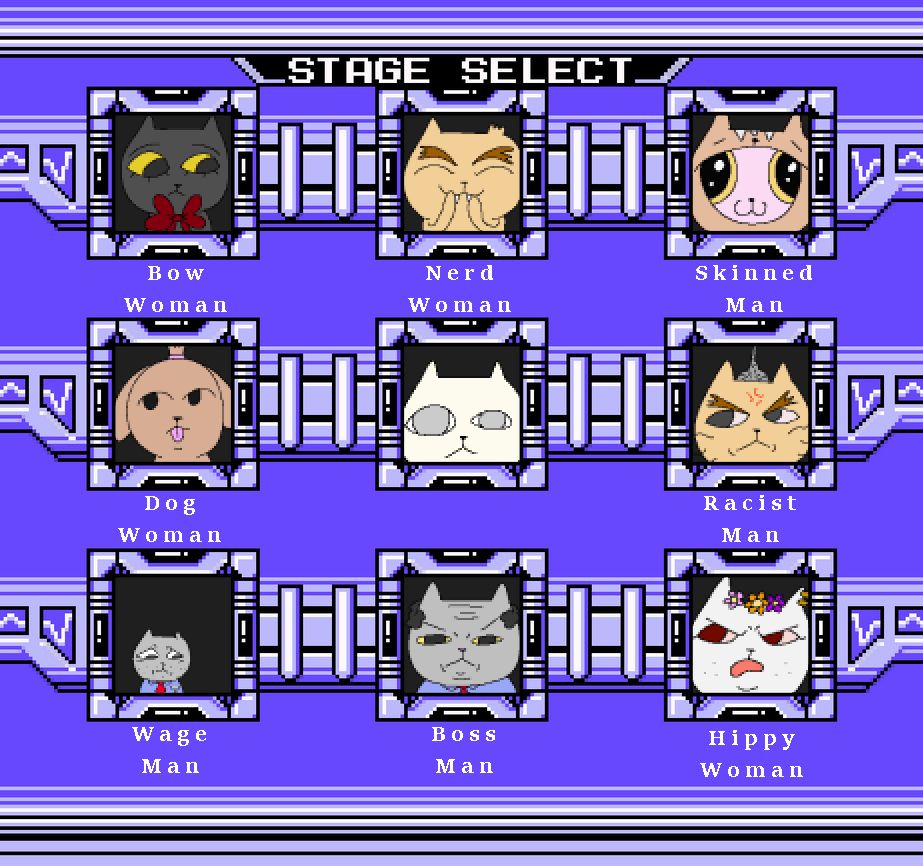 STAGE SELECT
Bow
Woman
Nerd
Woman
Skinned
Man
Dog
Woman
Racist
Man
Wage
Man
Boss
Man
Hippy
Woman